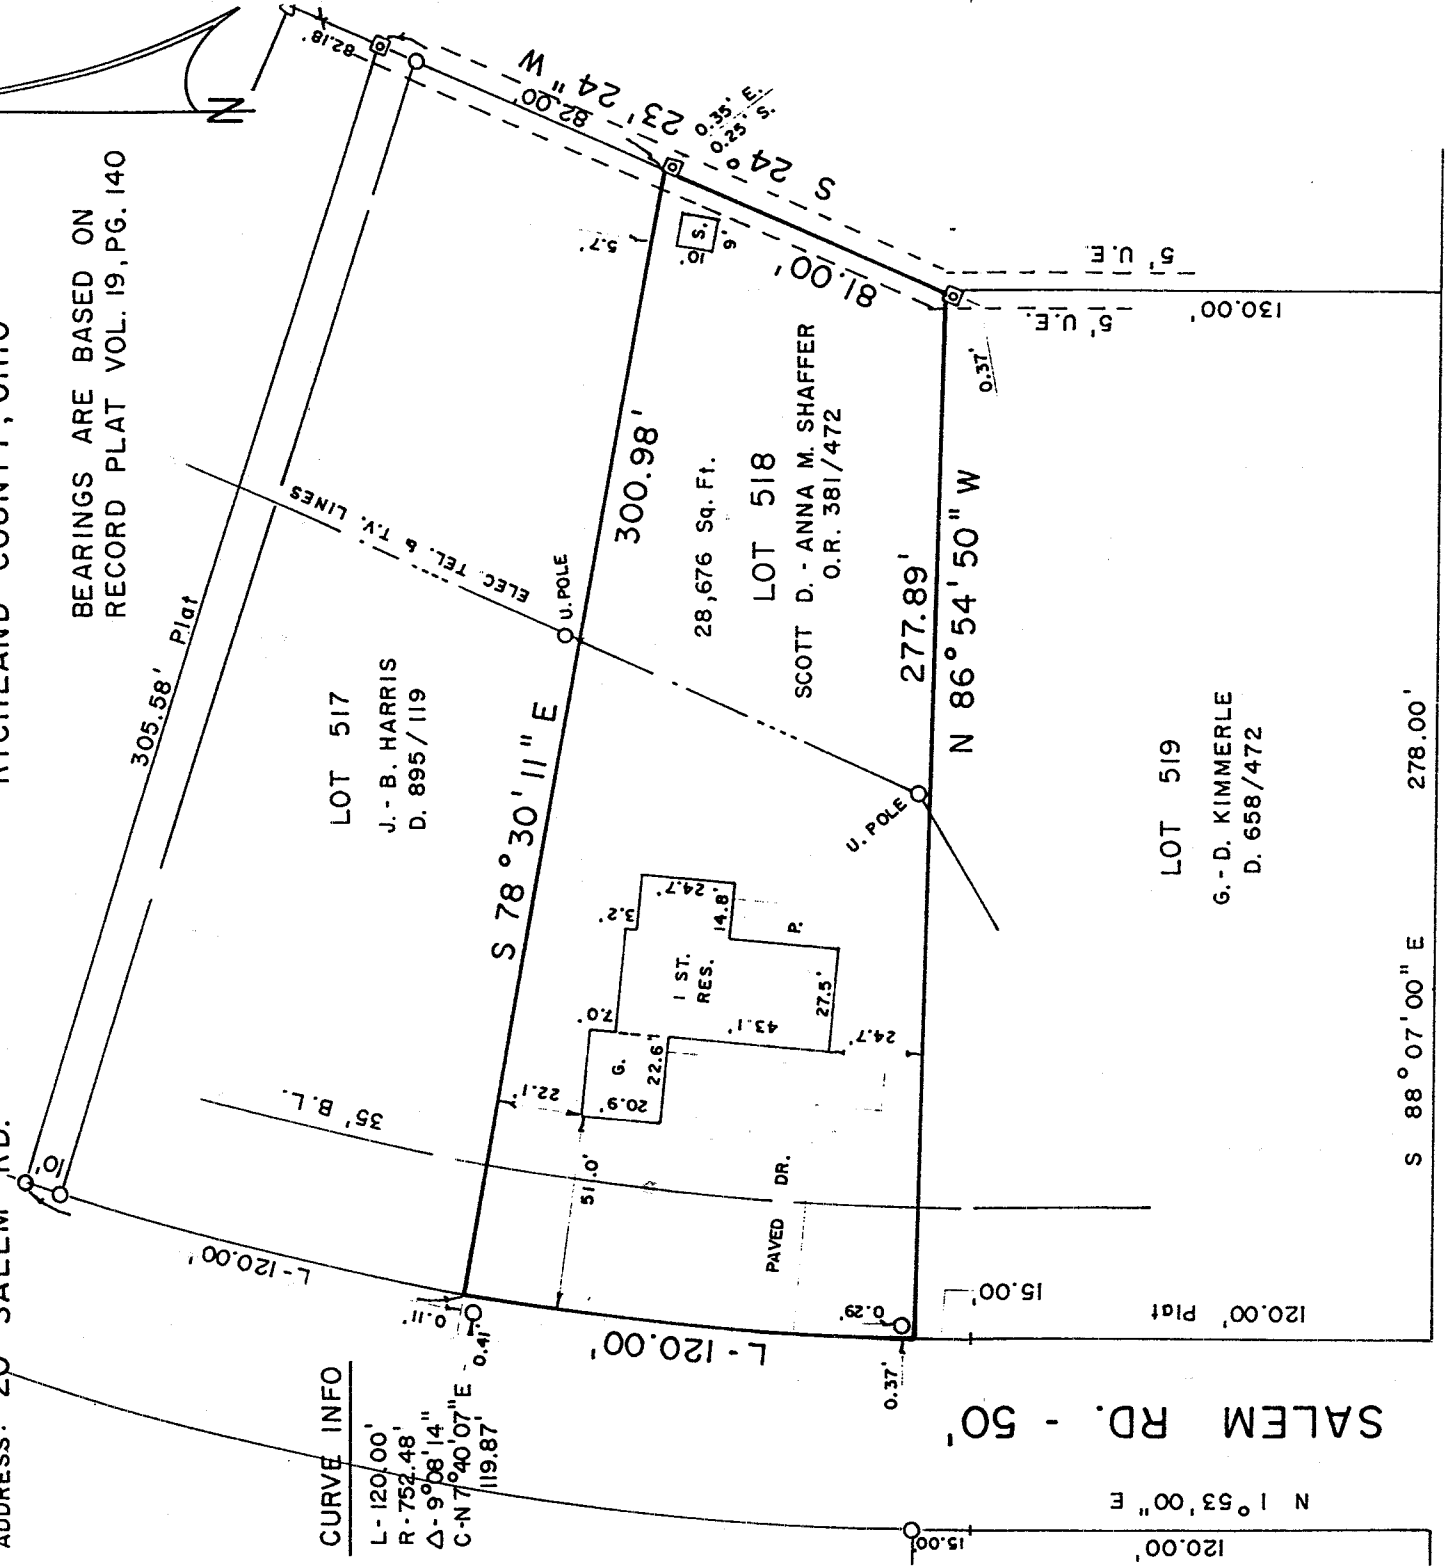 ADDRESS: 20 SALEM RD.
RICHLAND COUNTY, OHIO
N
BEARINGS ARE BASED ON
RECORD PLAT VOL. 19, PG. 140
82.18'
305.58' Plat
10'
LOT 517
J. - B. HARRIS
D. 895/119
ELEC. TEL. & T.V. LINES
U. POLE
82.00'
S 24° 23' 24" W
0.35' E.
0.25' S.
L - 120.00'
35' B.L.
S 78° 30' 11" E
300.98'
5.7'
S.
10'
9'
81.00'
28,676 Sq. Ft.
LOT 518
SCOTT D. - ANNA M. SHAFFER
O.R. 381/472
22.1'
51.0'
G.
20.9'
22.6'
7.0'
3.2'
24.7'
14.8'
1 ST.
RES.
P.
43.1'
27.5'
24.7'
PAVED DR.
U. POLE
277.89'
N 86° 54' 50" W
0.37'
5' U.E.
5' U.E
130.00'
0.11'
0.41'
L - 120.00'
0.29'
0.37'
15.00'
120.00' Plat
LOT 519
G. - D. KIMMERLE
D. 658/472
S 88° 07' 00" E
278.00'
CURVE INFO
L - 120.00'
R - 752.48'
Δ - 9° 08' 14"
C - N 7° 40' 07" E
119.87'
SALEM RD. - 50'
N 1° 53' 00" E
15.00'
120.00'